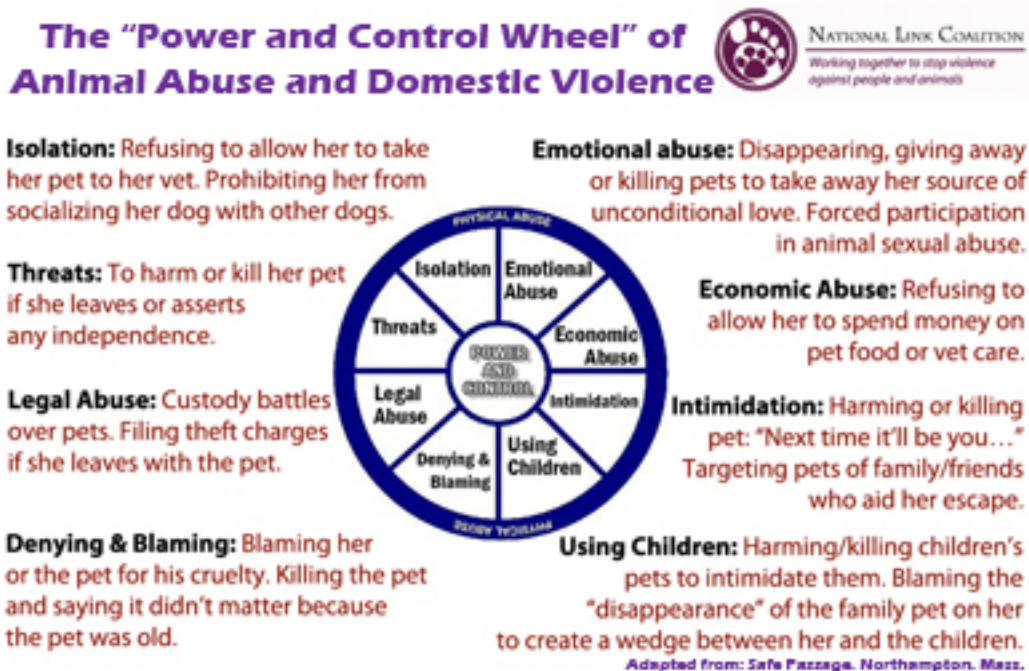 The “Power and Control Wheel” of
Animal Abuse and Domestic Violence
NATIONAL LINK COALITION
Working together to stop violence
against people and animals
Isolation: Refusing to allow her to take
her pet to her vet. Prohibiting her from
socializing her dog with other dogs.
Threats: To harm or kill her pet
if she leaves or asserts
any independence.
Legal Abuse: Custody battles
over pets. Filing theft charges
if she leaves with the pet.
Denying & Blaming: Blaming her
or the pet for his cruelty. Killing the pet
and saying it didn’t matter because
the pet was old.
PHYSICAL ABUSE
Isolation
Emotional
Abuse
Threats
Economic
Abuse
POWER
AND
CONTROL
Legal
Abuse
Intimidation
Denying &
Blaming
Using
Children
PHYSICAL ABUSE
Emotional abuse: Disappearing, giving away
or killing pets to take away her source of
unconditional love. Forced participation
in animal sexual abuse.
Economic Abuse: Refusing to
allow her to spend money on
pet food or vet care.
Intimidation: Harming or killing
pet: “Next time it’ll be you…”
Targeting pets of family/friends
who aid her escape.
Using Children: Harming/killing children’s
pets to intimidate them. Blaming the
“disappearance” of the family pet on her
to create a wedge between her and the children.
Adapted from: Safe Passage, Northampton, Mass.